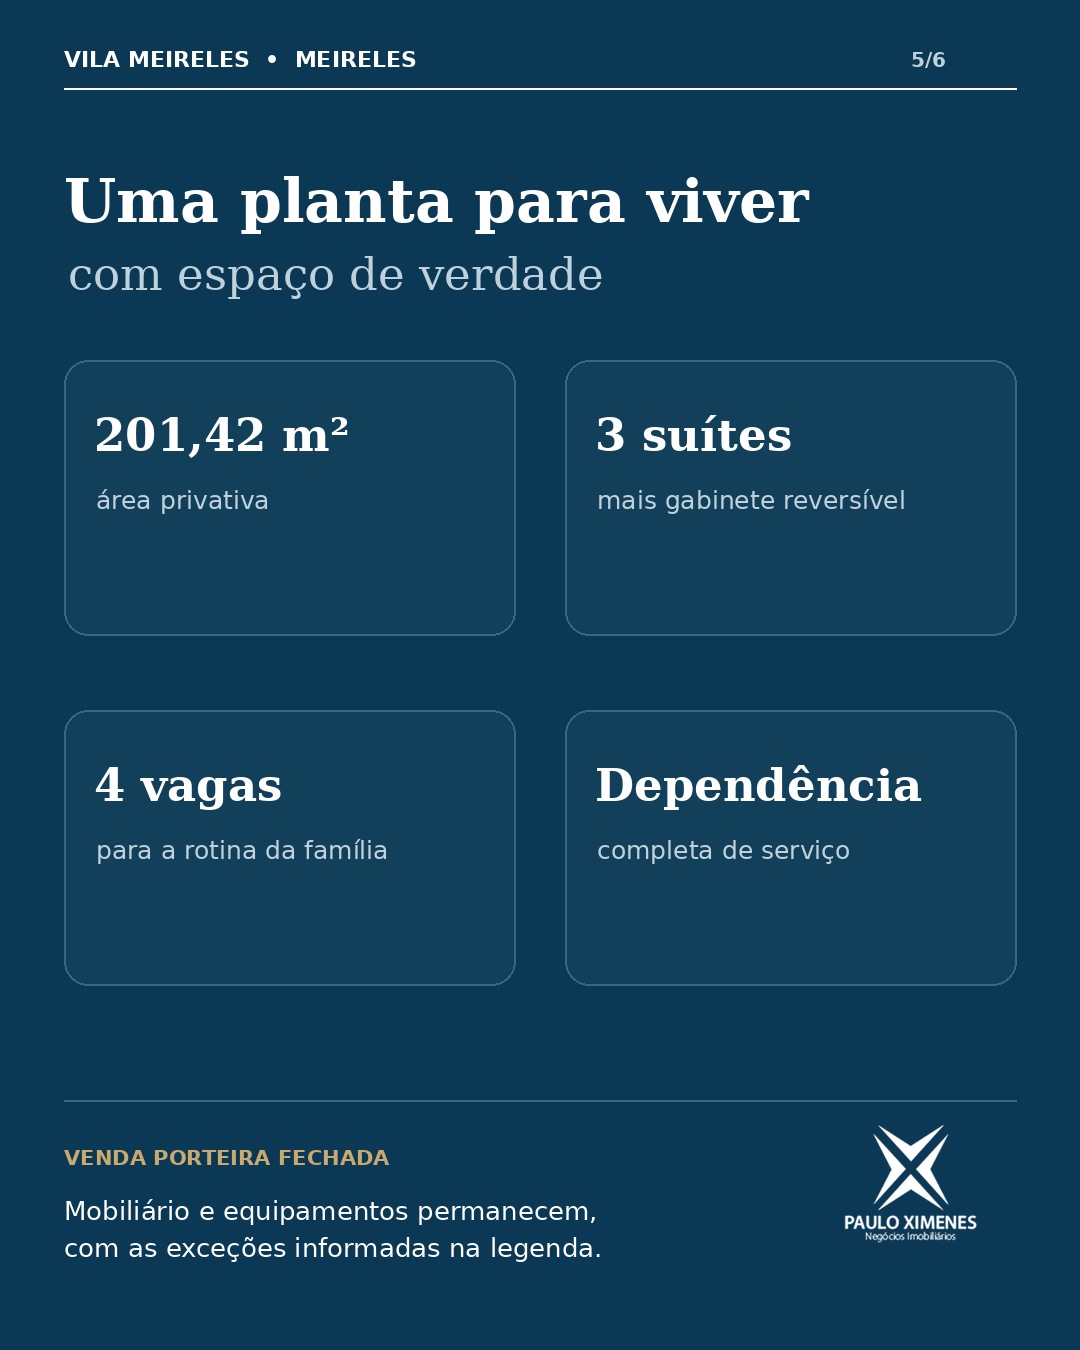 VILA MEIRELES • MEIRELES
5/6
Uma planta para viver
com espaço de verdade
201,42 m²
área privativa
3 suítes
mais gabinete reversível
4 vagas
para a rotina da família
Dependência
completa de serviço
VENDA PORTEIRA FECHADA
Mobiliário e equipamentos permanecem,
com as exceções informadas na legenda.
PAULO XIMENES
Negócios Imobiliários